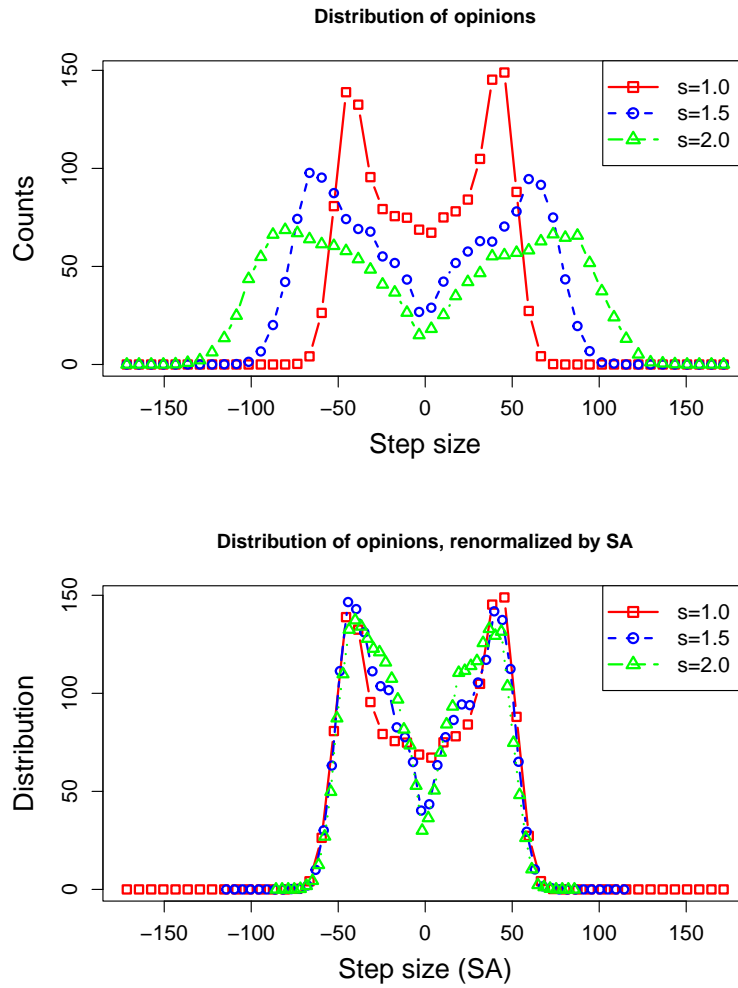 Distribution of opinions
Counts
150
100
50
0
s=1.0
s=1.5
s=2.0
−150 −100 −50 0 50 100 150
Step size
Distribution of opinions, renormalized by SA
Distribution
150
100
50
0
s=1.0
s=1.5
s=2.0
−150 −100 −50 0 50 100 150
Step size (SA)